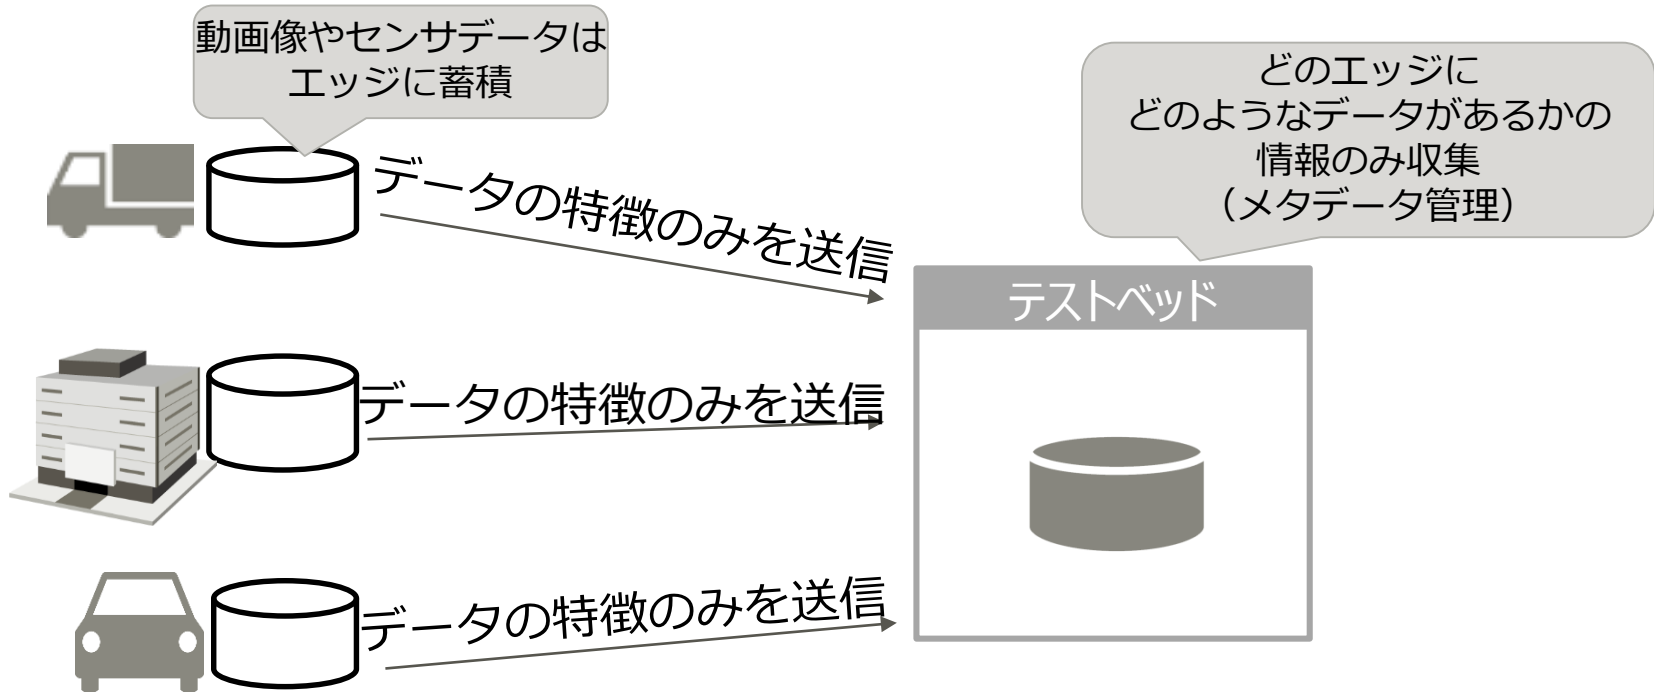 動画像やセンサデータは
エッジに蓄積
どのエッジに
どのようなデータがあるかの
情報のみ収集
（メタデータ管理）
データの特徴のみを送信
テストベッド
データの特徴のみを送信
データの特徴のみを送信